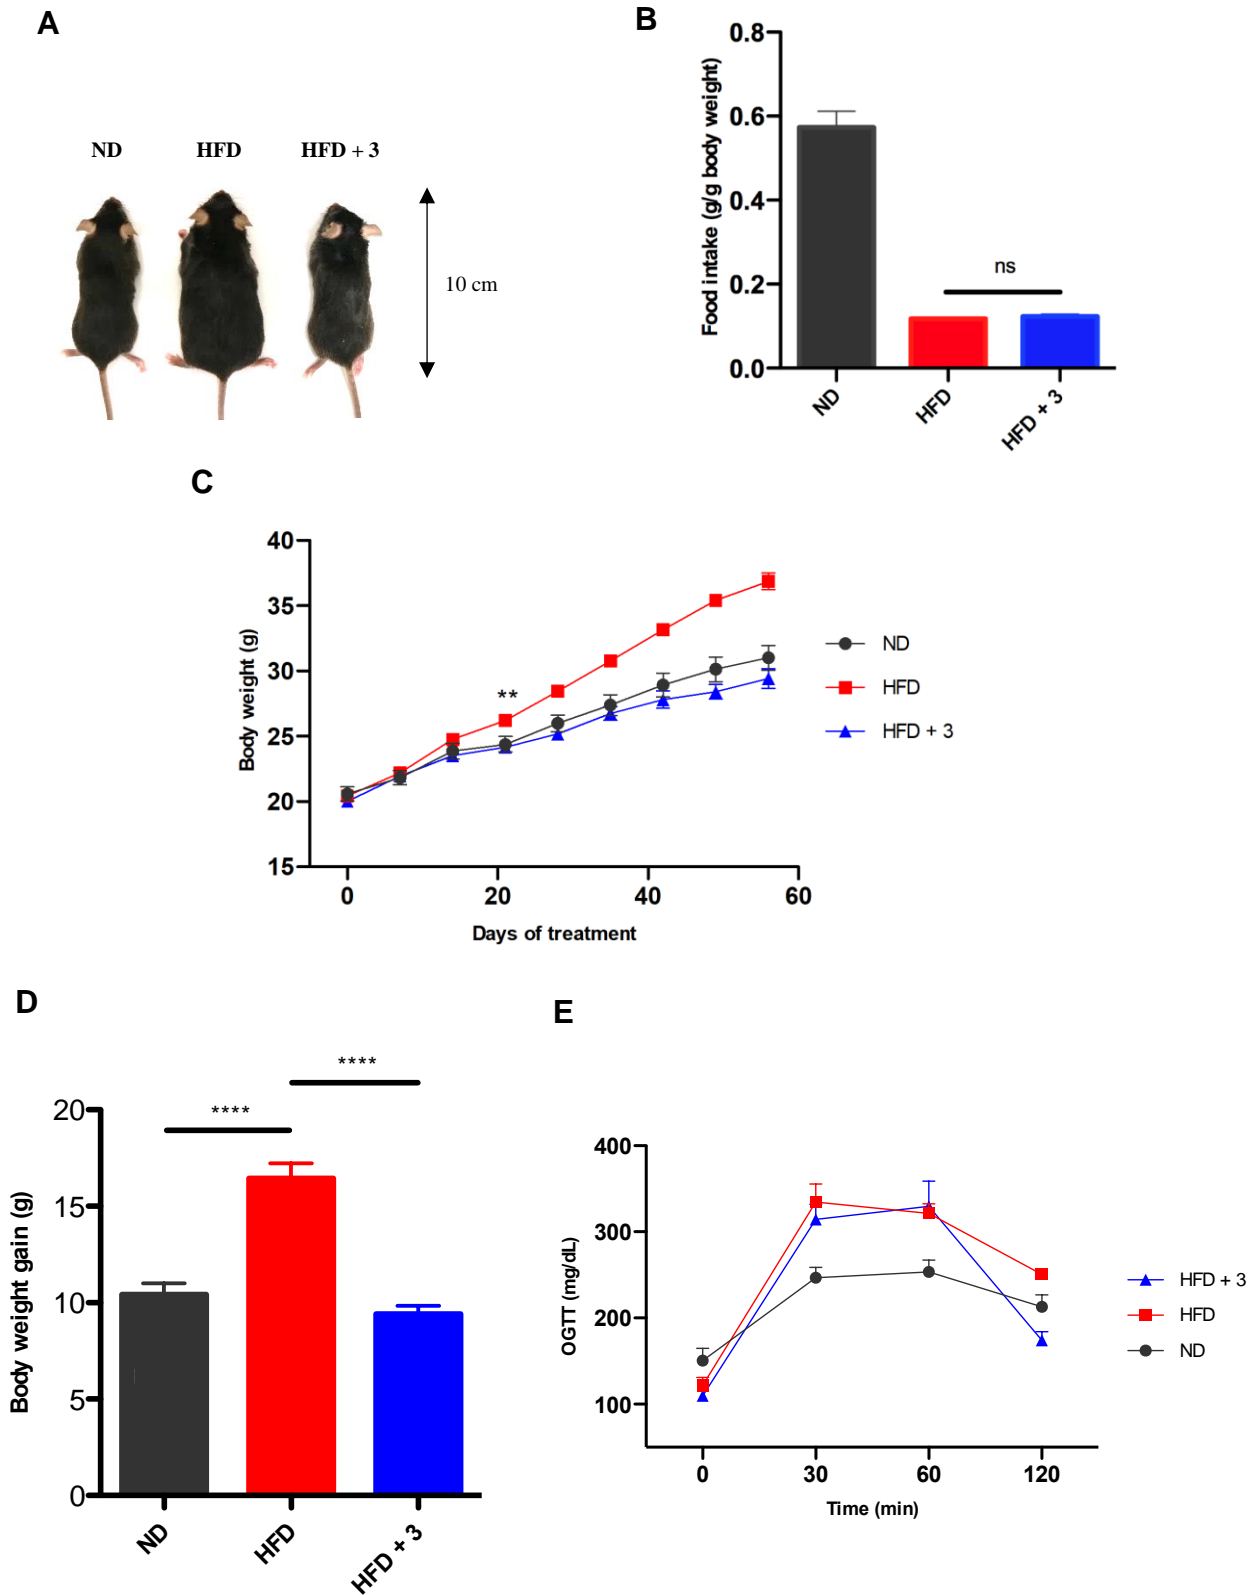 A
ND HFD HFD + 3
10 cm
B
Food intake (g/g body weight)
0.8
0.6
0.4
0.2
0.0
ns
ND HFD HFD + 3
C
Body weight (g)
40
35
30
25
20
15
**
0 20 40 60
Days of treatment
ND
HFD
HFD + 3
D
Body weight gain (g)
20
15
10
5
0
****
****
ND HFD HFD + 3
E
OGTT (mg/dL)
400
300
200
100
0 30 60 120
Time (min)
HFD + 3
HFD
ND